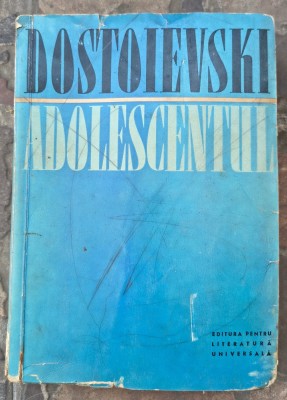 DOSTOIEVSKI
ADOLESCENTUL
EDITURA PENTRU
LITERATURĂ
UNIVERSALĂ